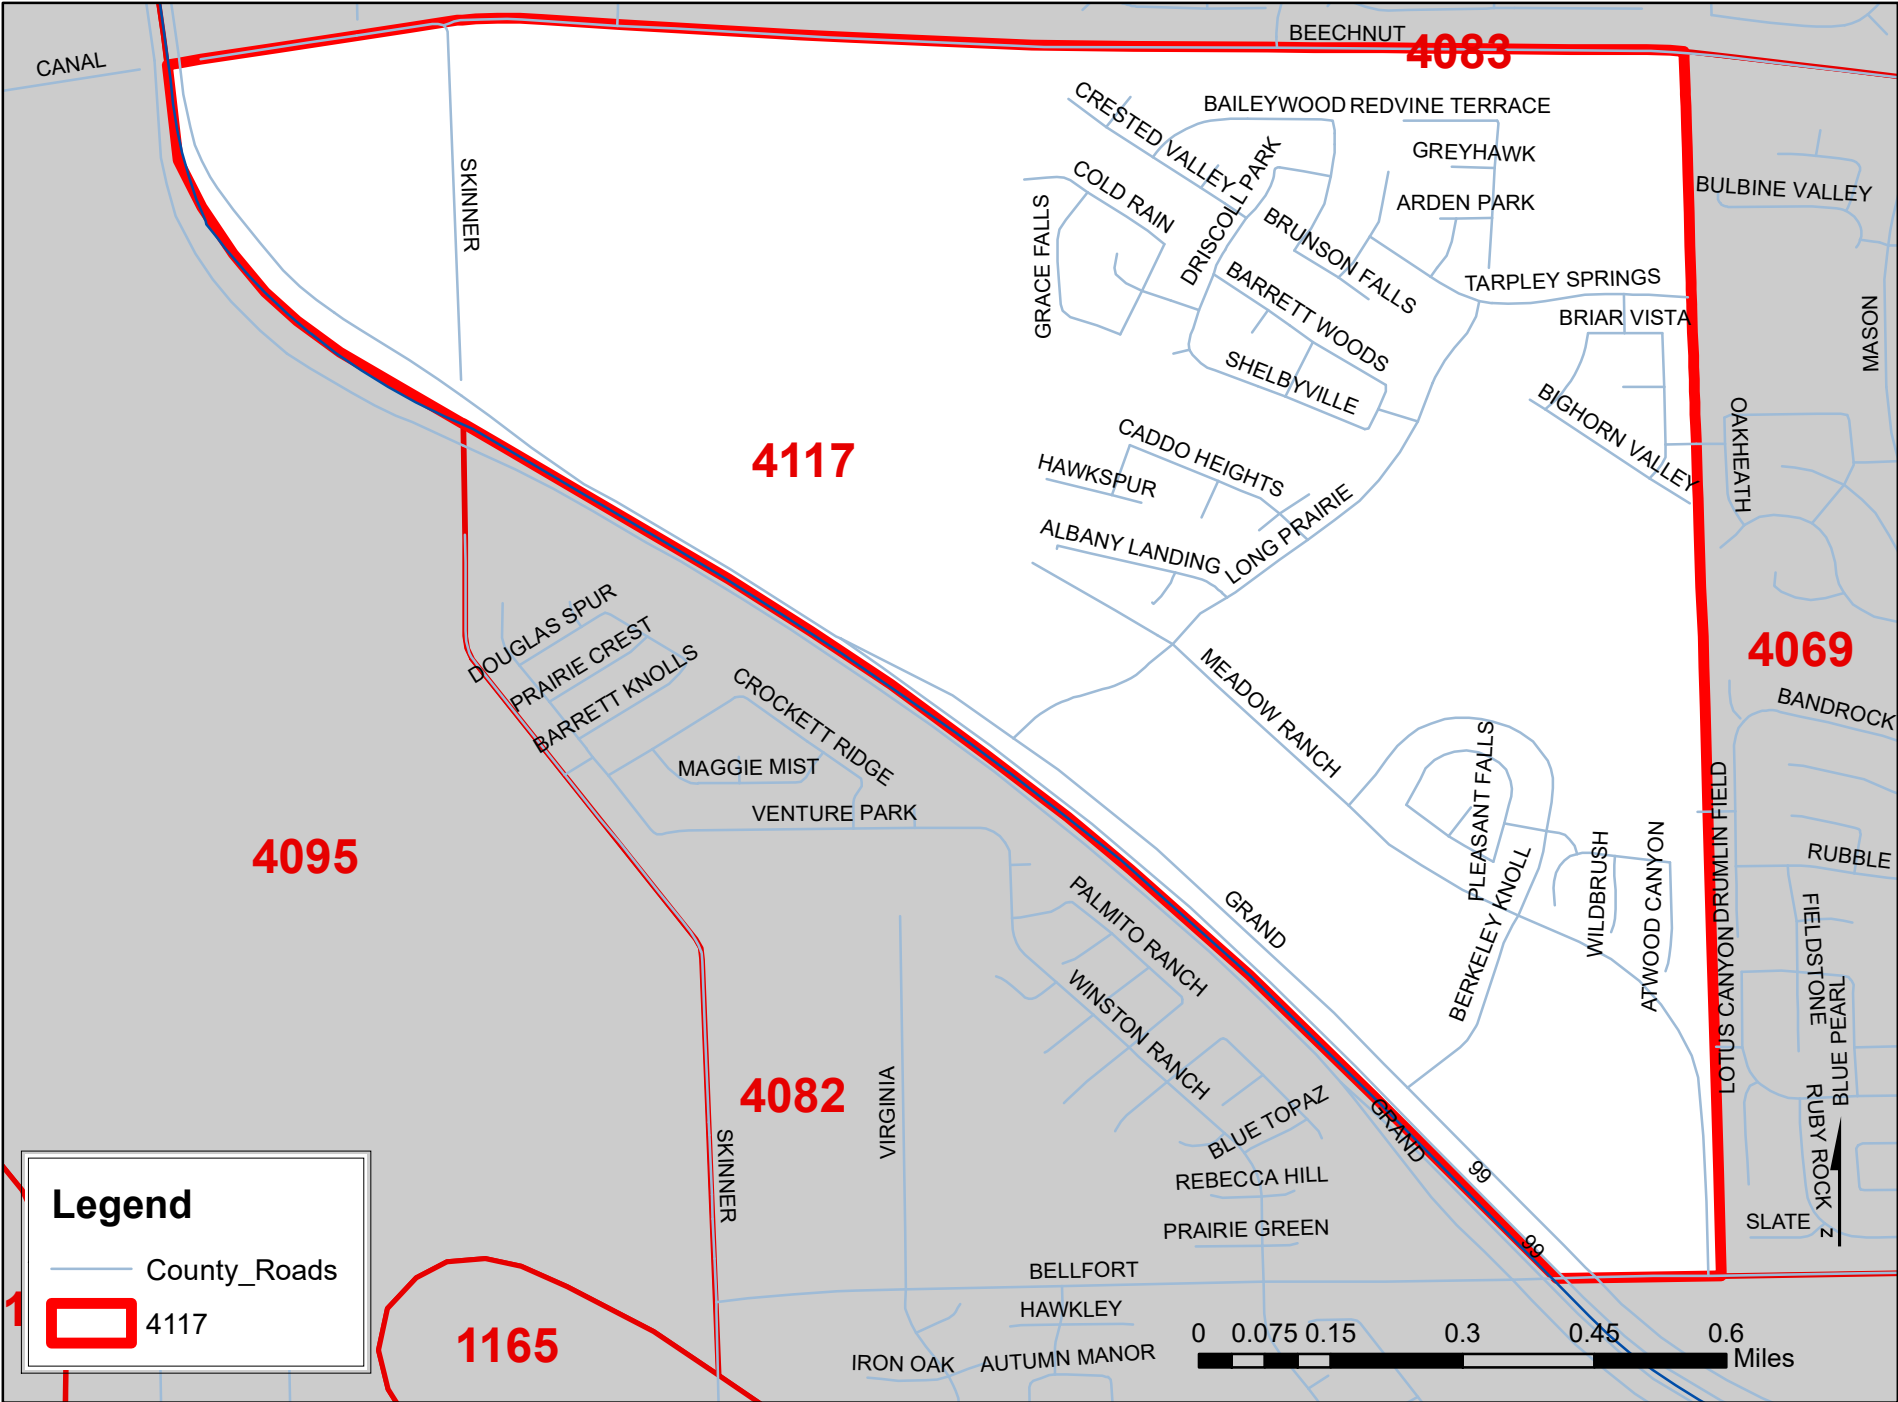 BEECHNUT
4083
CANAL
CRESTED VALLEY
BAILEYWOOD
REDVINE TERRACE
GREYHAWK
SKINNER
COLD RAIN
DRISCOLL PARK
ARDEN PARK
BULBINE VALLEY
GRACE FALLS
BRUNSON FALLS
TARPLEY SPRINGS
BARRETT WOODS
BRIAR VISTA
MASON
SHELBYVILLE
BIGHORN VALLEY
OAKHEATH
4117
CADDO HEIGHTS
HAWKSPUR
LONG PRAIRIE
ALBANY LANDING
DOUGLAS SPUR
PRAIRIE CREST
BARRETT KNOLLS
CROCKETT RIDGE
MEADOW RANCH
4069
BANDROCK
MAGGIE MIST
VENTURE PARK
PLEASANT FALLS
DRUMLIN FIELD
4095
RUBBLE
PALMITO RANCH
GRAND
BERKELEY KNOLL
WILDBRUSH
ATWOOD CANYON
LOTUS CANYON
FIELDSTONE
WINSTON RANCH
BLUE PEARL
4082
VIRGINIA
BLUE TOPAZ
GRAND
RUBY ROCK
SKINNER
REBECCA HILL
99
PRAIRIE GREEN
SLATE
Z
99
BELLFORT
HAWKLEY
1165
IRON OAK
AUTUMN MANOR
Legend
County_Roads
4117
1
0 0.075 0.15 0.3 0.45 0.6
Miles